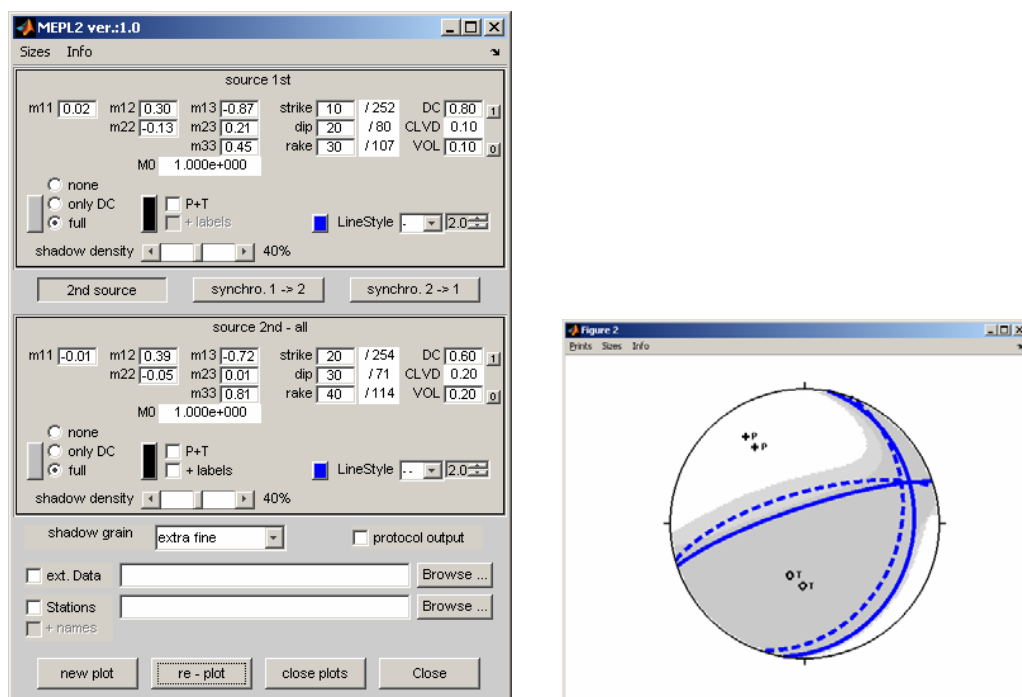 MEPL2 ver.:1.0
Sizes Info
source 1st
m11 0.02 m12 0.30 m13 -0.87 strike 10 / 252 DC 0.80 1
m22 -0.13 m23 0.21 dip 20 / 80 CLVD 0.10
m33 0.45 rake 30 / 107 VOL 0.10 0
M0 1.000e+000
none
only DC P+T
full + labels LineStyle - 2.0
shadow density 40%
2nd source synchro. 1 -> 2 synchro. 2 -> 1
source 2nd - all
m11 -0.01 m12 0.39 m13 -0.72 strike 20 / 254 DC 0.60 1
m22 -0.05 m23 0.01 dip 30 / 71 CLVD 0.20
m33 0.81 rake 40 / 114 VOL 0.20 0
M0 1.000e+000
none
only DC P+T
full + labels LineStyle -- 2.0
shadow density 40%
shadow grain extra fine protocol output
ext. Data Browse ...
Stations Browse ...
+ names
new plot re - plot close plots Close
Figure 2
Prints Sizes Info
P
P
T
T